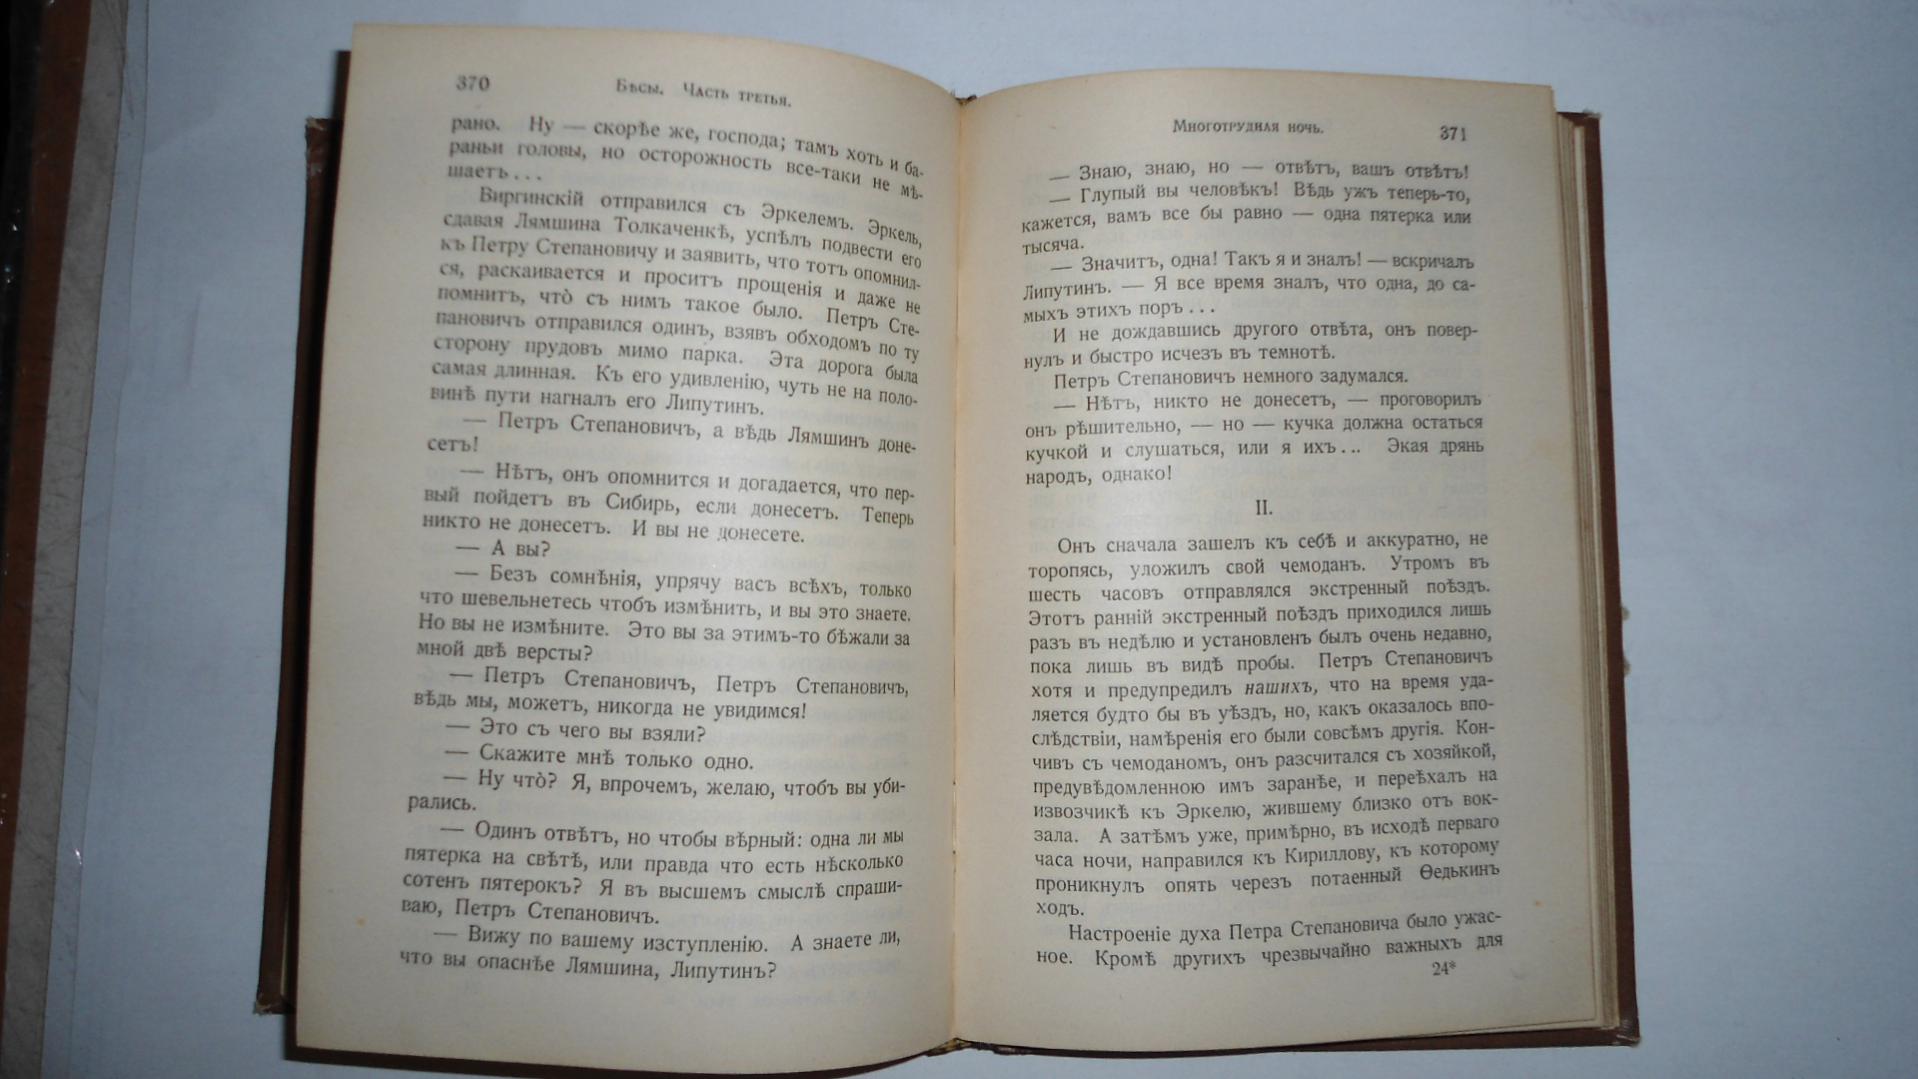 370
Бѣсы. Часть третья.
рано. Ну — скорѣе же, господа; тамъ хоть и ба-
раньи головы, но осторожность все-таки не мѣ-
шаетъ...
Виргинскій отправился съ Эркелемъ. Эркель,
сдавая Лямшина Толкаченкѣ, успѣлъ подвести его
къ Петру Степановичу и заявить, что тотъ опомнил-
ся, раскаивается и проситъ прощенія и даже не
помнитъ, что̀ съ нимъ такое было. Петръ Сте-
пановичъ отправился одинъ, взявъ обходомъ по ту
сторону прудовъ мимо парка. Эта дорога была
самая длинная. Къ его удивленію, чуть не на поло-
винѣ пути нагналъ его Липутинъ.
— Петръ Степановичъ, а вѣдь Лямшинъ доне-
сетъ!
— Нѣтъ, онъ опомнится и догадается, что пер-
вый пойдетъ въ Сибирь, если донесетъ. Теперь
никто не донесетъ. И вы не донесете.
— А вы?
— Безъ сомнѣнія, упрячу васъ всѣхъ, только
что шевельнетесь чтобъ измѣнить, и вы это знаете.
Но вы не измѣните. Это вы за этимъ-то бѣжали за
мной двѣ версты?
— Петръ Степановичъ, Петръ Степановичъ,
вѣдь мы, можетъ, никогда не увидимся!
— Это съ чего вы взяли?
— Скажите мнѣ только одно.
— Ну что̀? Я, впрочемъ, желаю, чтобъ вы уби-
рались.
— Одинъ отвѣтъ, но чтобы вѣрный: одна ли мы
пятерка на свѣтѣ, или правда что есть нѣсколько
сотенъ пятерокъ? Я въ высшемъ смыслѣ спраши-
ваю, Петръ Степановичъ.
— Вижу по вашему изступленію. А знаете ли,
что вы опаснѣе Лямшина, Липутинъ?
Многотрудная ночь.
371
— Знаю, знаю, но — отвѣтъ, вашъ отвѣтъ!
— Глупый вы человѣкъ! Вѣдь ужъ теперь-то,
кажется, вамъ все бы равно — одна пятерка или
тысяча.
— Значитъ, одна! Такъ я и зналъ! — вскричалъ
Липутинъ. — Я все время зналъ, что одна, до са-
мыхъ этихъ поръ...
И не дождавшись другого отвѣта, онъ повер-
нулъ и быстро исчезъ въ темнотѣ.
Петръ Степановичъ немного задумался.
— Нѣтъ, никто не донесетъ, — проговорилъ
онъ рѣшительно, — но — кучка должна остаться
кучкой и слушаться, или я ихъ... Экая дрянь
народъ, однако!
II.
Онъ сначала зашелъ къ себѣ и аккуратно, не
торопясь, уложилъ свой чемоданъ. Утромъ въ
шесть часовъ отправлялся экстренный поѣздъ.
Этотъ ранній экстренный поѣздъ приходился лишь
разъ въ недѣлю и установленъ былъ очень недавно,
пока лишь въ видѣ пробы. Петръ Степановичъ
хотя и предупредилъ нашихъ, что на время уда-
ляется будто бы въ уѣздъ, но, какъ оказалось впо-
слѣдствіи, намѣренія его были совсѣмъ другія. Кон-
чивъ съ чемоданомъ, онъ разсчитался съ хозяйкой,
предувѣдомленною имъ заранѣе, и переѣхалъ на
извозчикѣ къ Эркелю, жившему близко отъ вок-
зала. А затѣмъ уже, примѣрно, въ исходѣ перваго
часа ночи, направился къ Кириллову, къ которому
проникнулъ опять черезъ потаенный Ѳедькинъ
ходъ.
Настроеніе духа Петра Степановича было ужас-
ное. Кромѣ другихъ чрезвычайно важныхъ для
24*